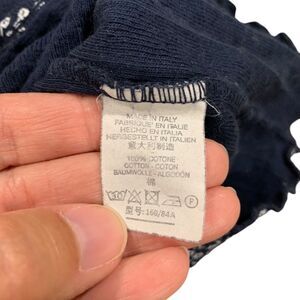 MADE IN ITALY
FABRIQUÉ EN ITALIE
HECHO EN ITALIA
HERGESTELLT IN ITALIEN
意大利制造
100% COTONE
COTTON - COTON
BAUMWOLLE - ALGODÓN
棉
P
型号: 160/84A